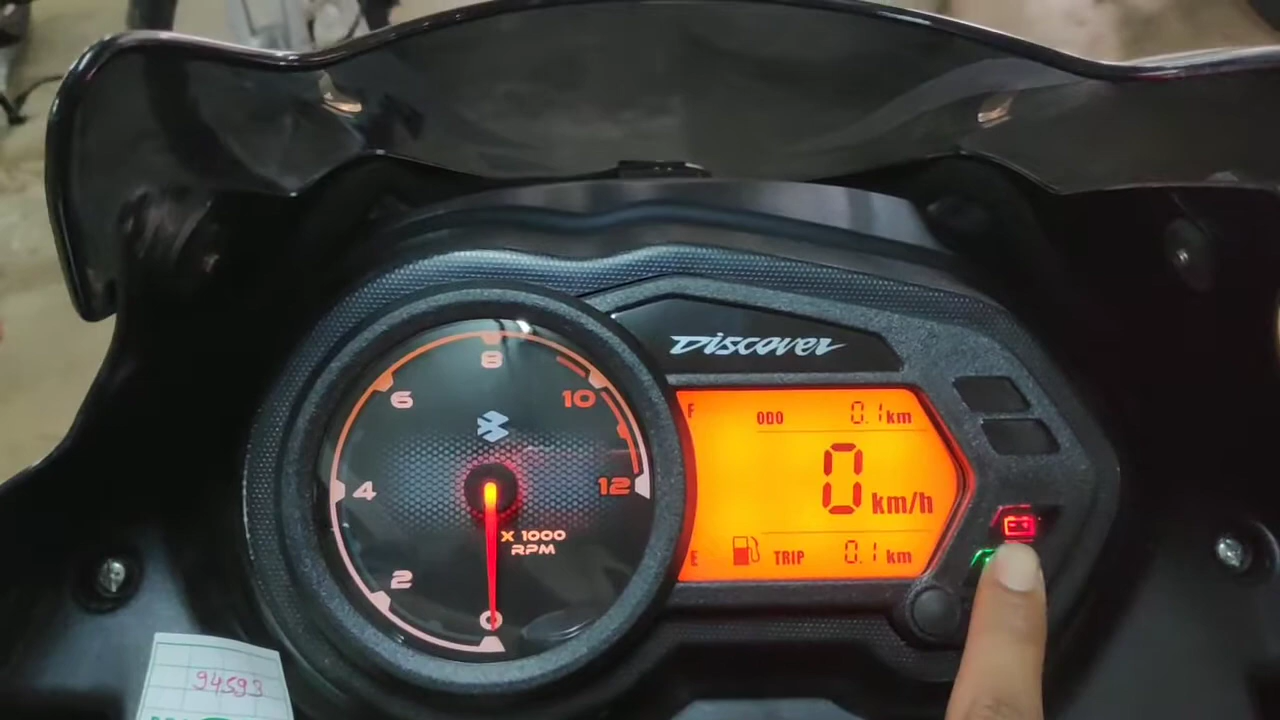 Discover
8
6
10
4
12
X 1000
RPM
2
0
F
ODO 0.1 km
0 km/h
E
TRIP 0.1 km
94593